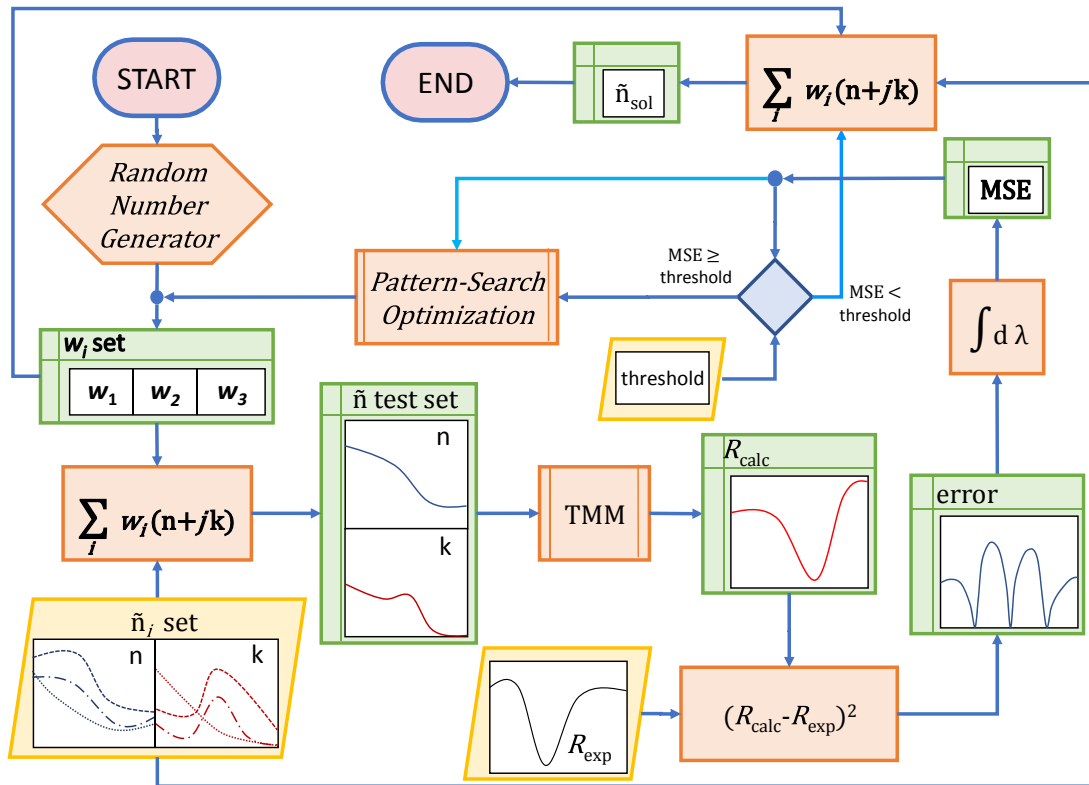 START
END
ñ_sol
∑_i w_i(n+jk)
Random
Number
Generator
MSE
Pattern-Search
Optimization
MSE ≥
threshold
MSE <
threshold
∫ d λ
threshold
w_i set
w_1 w_2 w_3
ñ test set
n
k
R_calc
error
∑_i w_i(n+jk)
TMM
ñ_i set
n k
R_exp
(R_calc-R_exp)^2